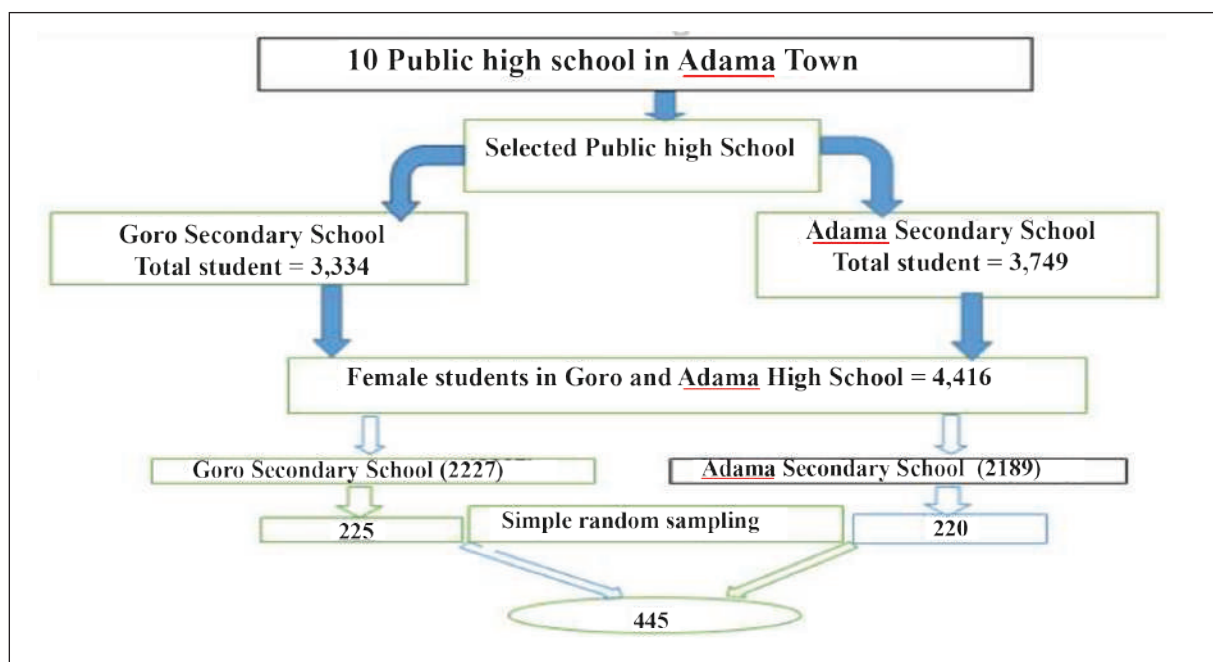 10 Public high school in Adama Town
Selected Public high School
Goro Secondary School
Total student = 3,334
Adama Secondary School
Total student = 3,749
Female students in Goro and Adama High School = 4,416
Goro Secondary School (2227)
Adama Secondary School (2189)
225
Simple random sampling
220
445